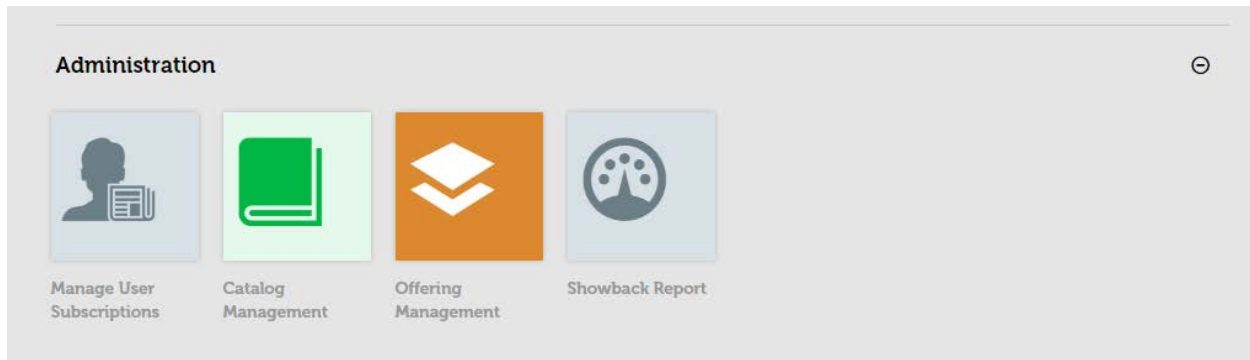 Administration
Manage User
Subscriptions
Catalog
Management
Offering
Management
Showback Report